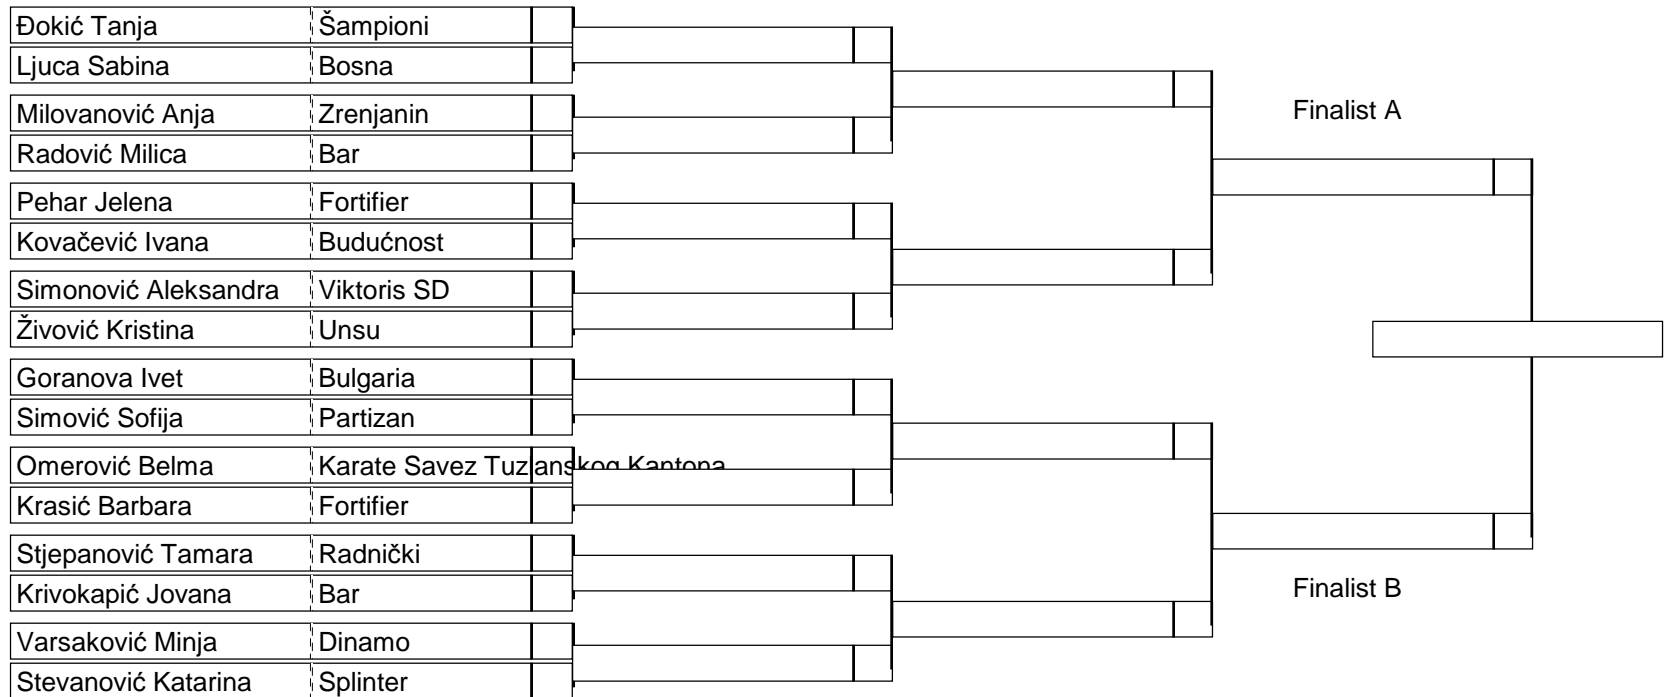 Đokić Tanja Šampioni
Ljuca Sabina Bosna
Milovanović Anja Zrenjanin
Finalist A
Radović Milica Bar
Pehar Jelena Fortifier
Kovačević Ivana Budućnost
Simonović Aleksandra Viktoris SD
Živović Kristina Unsu
Goranova Ivet Bulgaria
Simović Sofija Partizan
Omerović Belma Karate Savez Tuzlanskog Kantona
Krasić Barbara Fortifier
Stjepanović Tamara Radnički
Krivokapić Jovana Bar
Finalist B
Varsaković Minja Dinamo
Stevanović Katarina Splinter